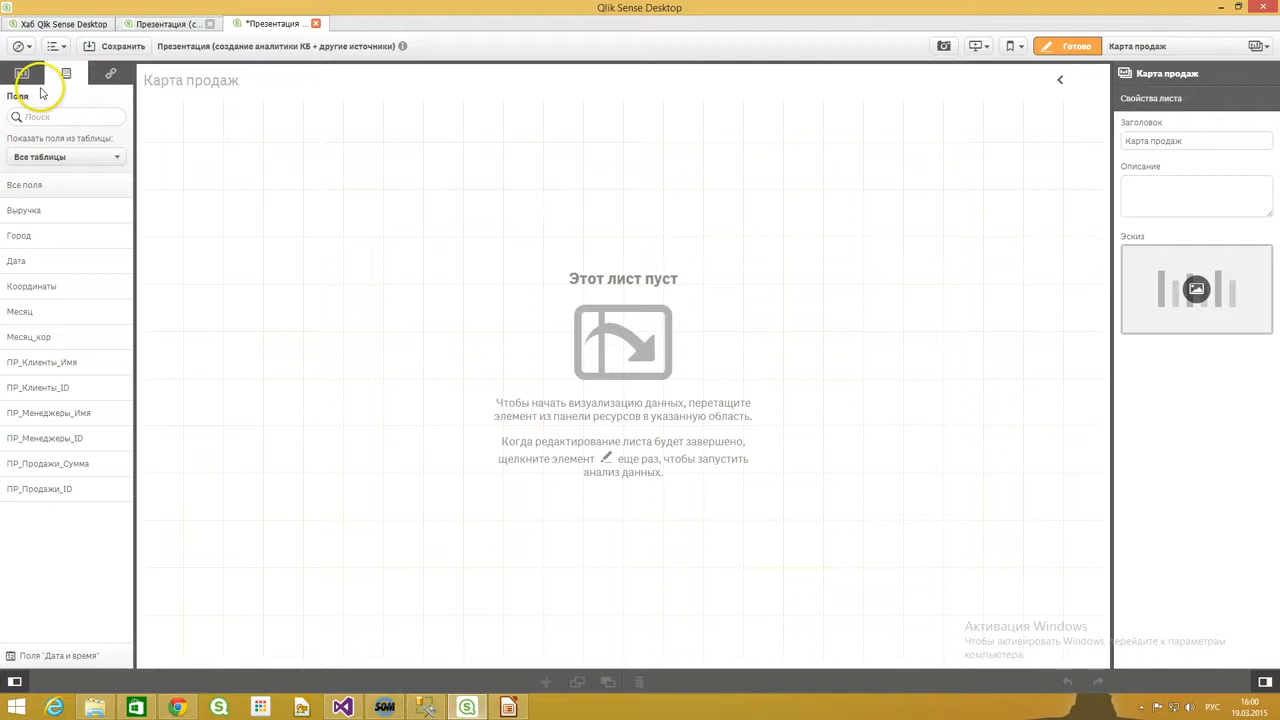 Qlik Sense Desktop
Хаб Qlik Sense Desktop
Презентация (с...
*Презентация ...
Сохранить
Презентация (создание аналитики КБ + другие источники)
Готово
Карта продаж
Поля
Поиск
Показать поля из таблицы:
Все таблицы
Все поля
Выручка
Город
Дата
Координаты
Месяц
Месяц_кор
ПР_Клиенты_Имя
ПР_Клиенты_ID
ПР_Менеджеры_Имя
ПР_Менеджеры_ID
ПР_Продажи_Сумма
ПР_Продажи_ID
Поля "Дата и время"
Карта продаж
Этот лист пуст
Чтобы начать визуализацию данных, перетащите
элемент из панели ресурсов в указанную область.
Когда редактирование листа будет завершено,
щелкните элемент еще раз, чтобы запустить
анализ данных.
Карта продаж
Свойства листа
Заголовок
Карта продаж
Описание
Эскиз
Активация Windows
Чтобы активировать Windows, перейдите к параметрам
компьютера.
SOM
РУС
16:00
19.03.2015